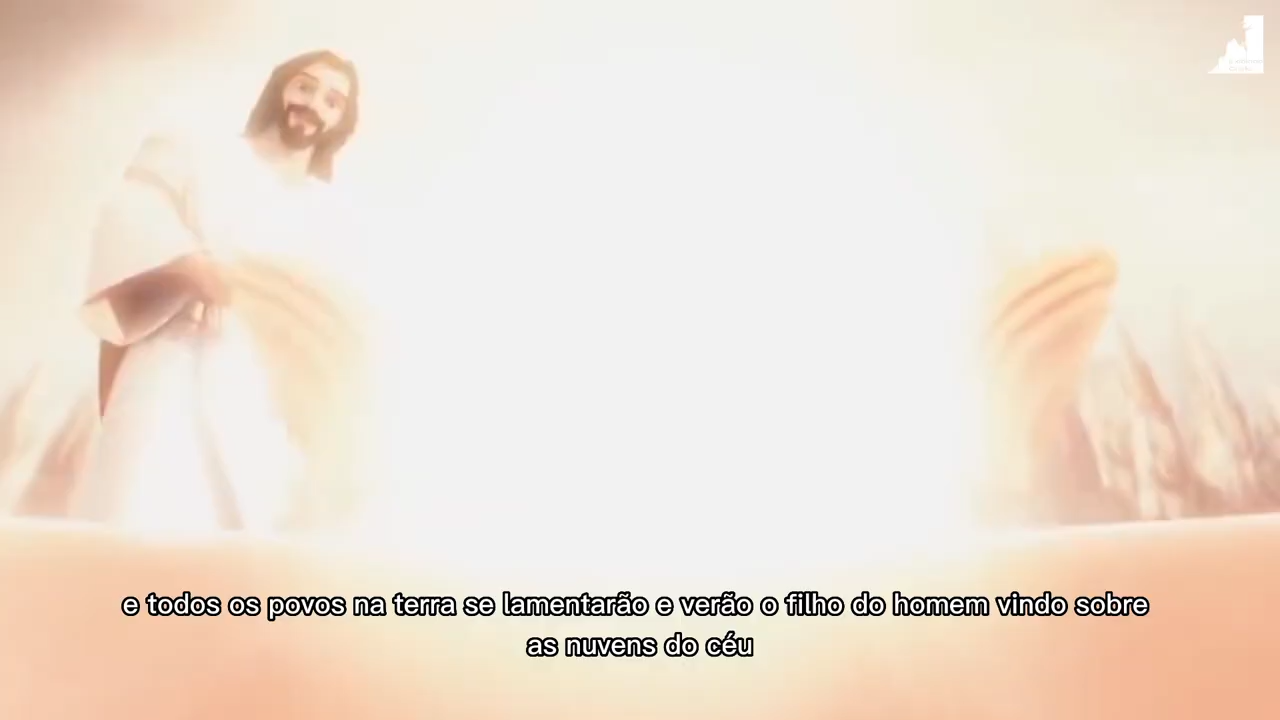 e todos os povos na terra se lamentarão e verão o filho do homem vindo sobre
as nuvens do céu